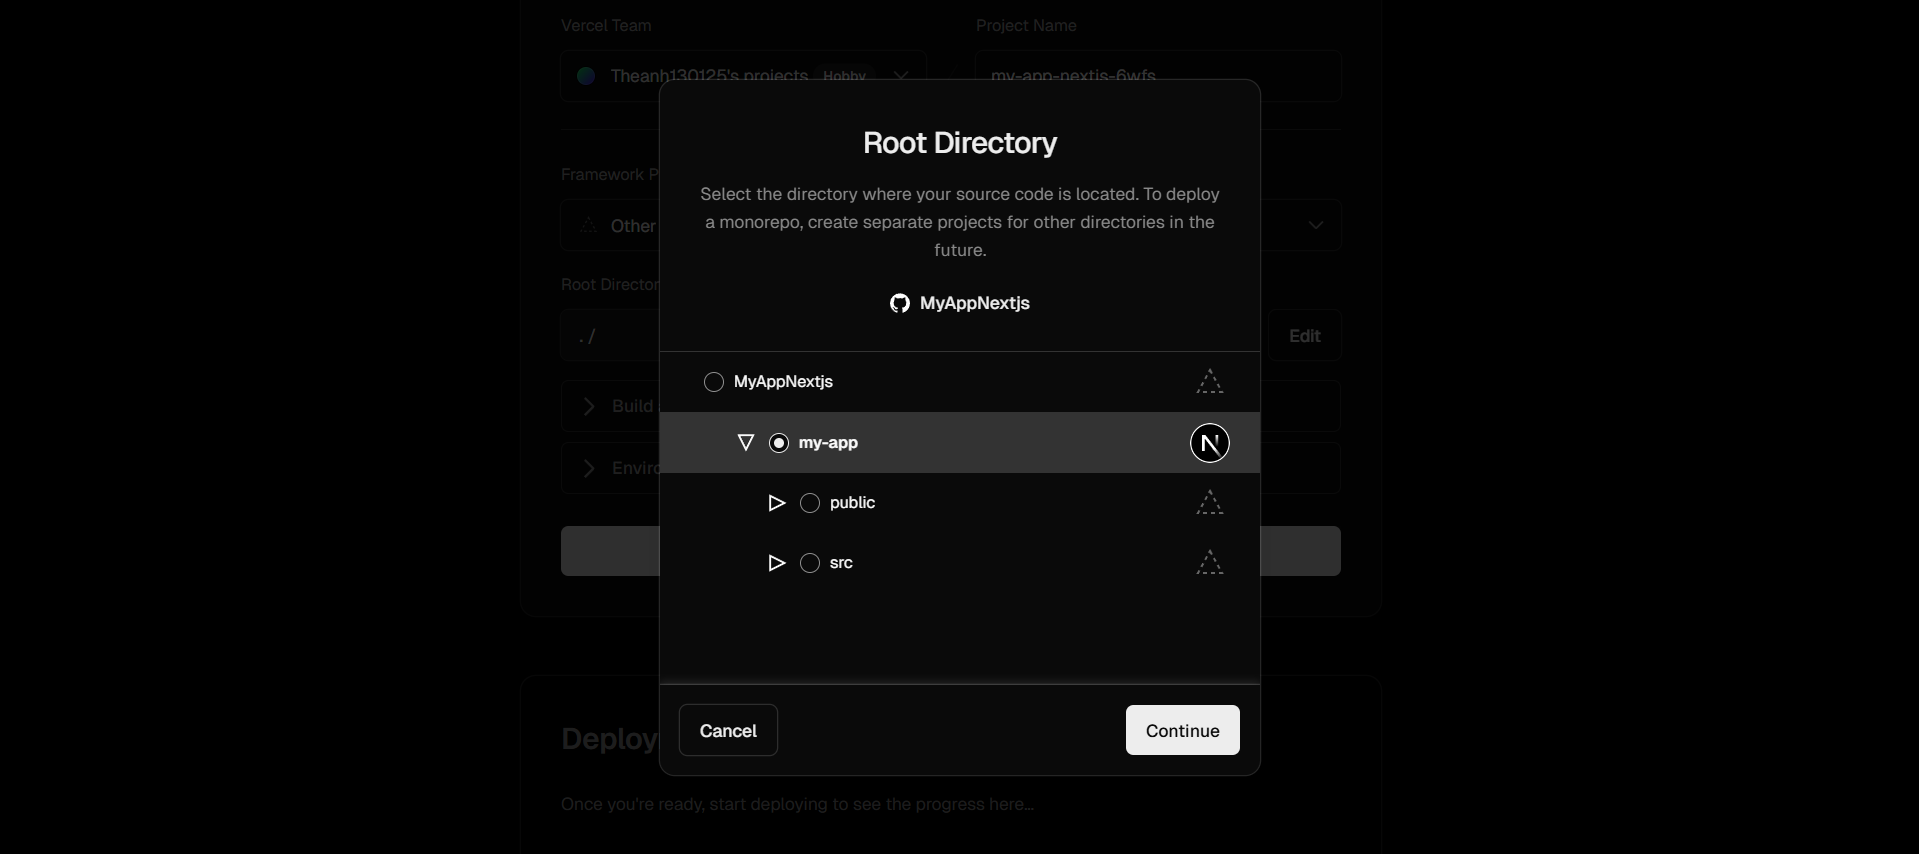 Vercel Team
Project Name
Theanh130125's projects
Hobby
my-app-nextjs-6wfs
Root Directory
Select the directory where your source code is located. To deploy
a monorepo, create separate projects for other directories in the
future.
MyAppNextjs
Framework P
Other
Root Director
./
Edit
Build
Enviro
MyAppNextjs
my-app
public
src
Cancel
Continue
Deploy
Once you're ready, start deploying to see the progress here...